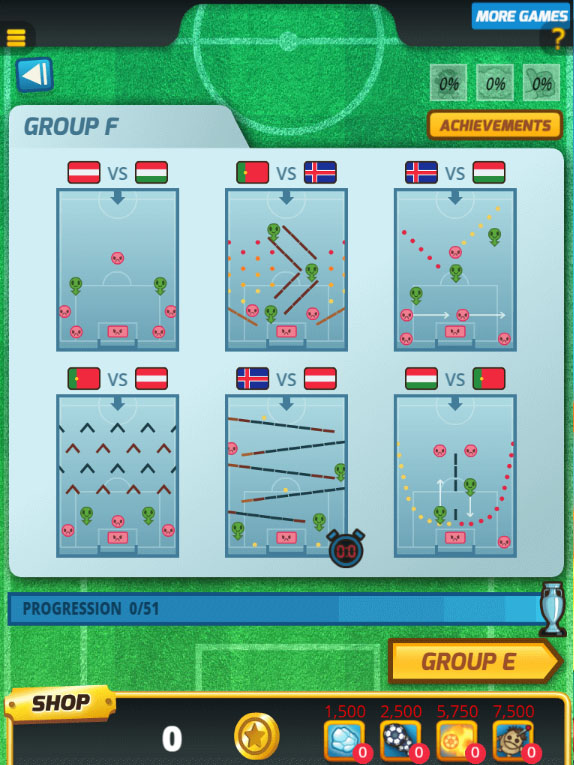 MORE GAMES
?
0% 0% 0%
GROUP F
ACHIEVEMENTS
VS VS VS
VS VS VS
0:0
PROGRESSION 0/51
GROUP E
SHOP
1,500 2,500 5,750 7,500
0
0 0 0 0